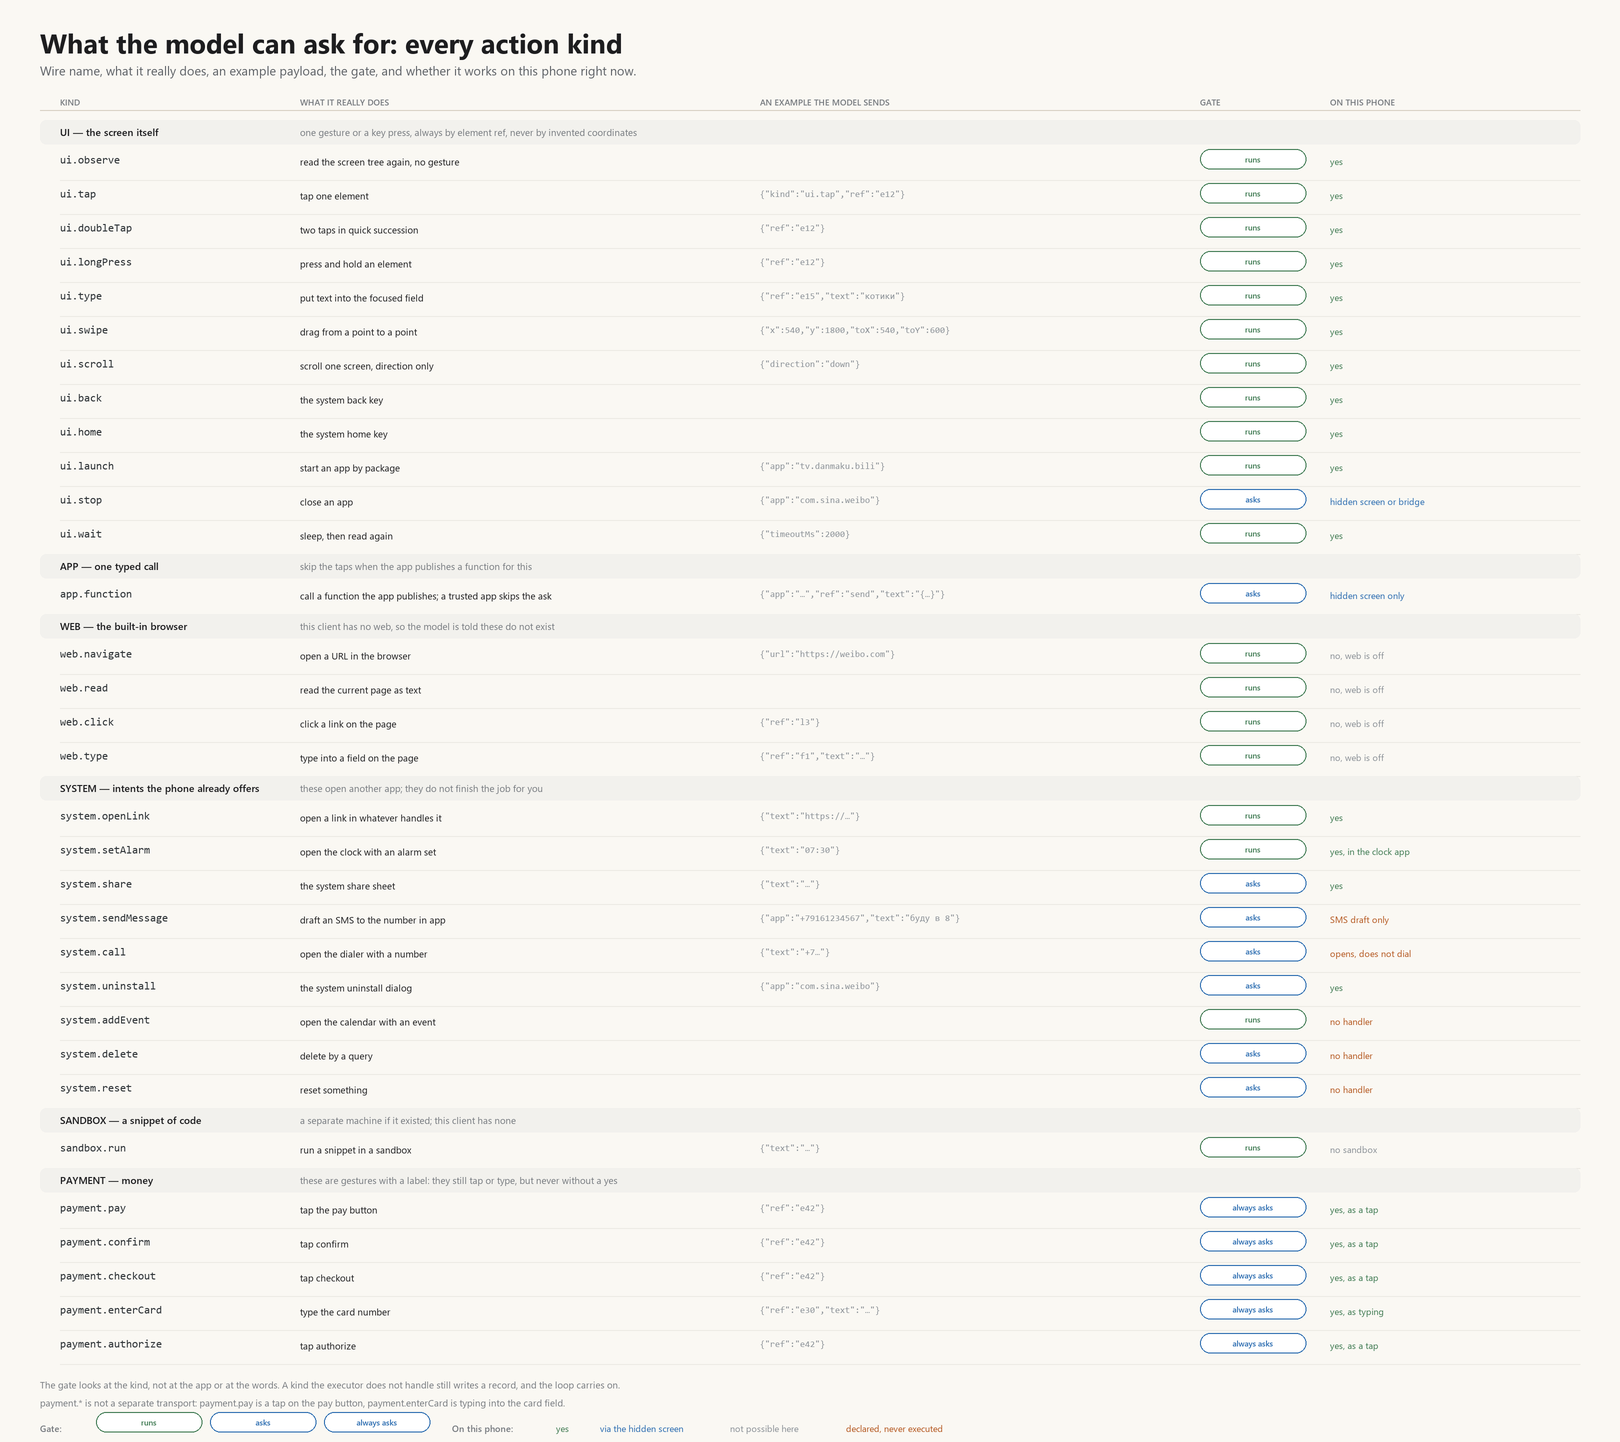 What the model can ask for: every action kind
Wire name, what it really does, an example payload, the gate, and whether it works on this phone right now.
KIND WHAT IT REALLY DOES AN EXAMPLE THE MODEL SENDS GATE ON THIS PHONE
UI — the screen itself one gesture or a key press, always by element ref, never by invented coordinates
ui.observe read the screen tree again, no gesture runs yes
ui.tap tap one element {"kind":"ui.tap","ref":"e12"} runs yes
ui.doubleTap two taps in quick succession {"ref":"e12"} runs yes
ui.longPress press and hold an element {"ref":"e12"} runs yes
ui.type put text into the focused field {"ref":"e15","text":"котики"} runs yes
ui.swipe drag from a point to a point {"x":540,"y":1800,"toX":540,"toY":600} runs yes
ui.scroll scroll one screen, direction only {"direction":"down"} runs yes
ui.back the system back key runs yes
ui.home the system home key runs yes
ui.launch start an app by package {"app":"tv.danmaku.bili"} runs yes
ui.stop close an app {"app":"com.sina.weibo"} asks hidden screen or bridge
ui.wait sleep, then read again {"timeoutMs":2000} runs yes
APP — one typed call skip the taps when the app publishes a function for this
app.function call a function the app publishes; a trusted app skips the ask {"app":"…","ref":"send","text":"{…}"} asks hidden screen only
WEB — the built-in browser this client has no web, so the model is told these do not exist
web.navigate open a URL in the browser {"url":"https://weibo.com"} runs no, web is off
web.read read the current page as text runs no, web is off
web.click click a link on the page {"ref":"l3"} runs no, web is off
web.type type into a field on the page {"ref":"f1","text":"…"} runs no, web is off
SYSTEM — intents the phone already offers these open another app; they do not finish the job for you
system.openLink open a link in whatever handles it {"text":"https://…"} runs yes
system.setAlarm open the clock with an alarm set {"text":"07:30"} runs yes, in the clock app
system.share the system share sheet {"text":"…"} asks yes
system.sendMessage draft an SMS to the number in app {"app":"+79161234567","text":"буду в 8"} asks SMS draft only
system.call open the dialer with a number {"text":"+7…"} asks opens, does not dial
system.uninstall the system uninstall dialog {"app":"com.sina.weibo"} asks yes
system.addEvent open the calendar with an event runs no handler
system.delete delete by a query asks no handler
system.reset reset something asks no handler
SANDBOX — a snippet of code a separate machine if it existed; this client has none
sandbox.run run a snippet in a sandbox {"text":"…"} runs no sandbox
PAYMENT — money these are gestures with a label: they still tap or type, but never without a yes
payment.pay tap the pay button {"ref":"e42"} always asks yes, as a tap
payment.confirm tap confirm {"ref":"e42"} always asks yes, as a tap
payment.checkout tap checkout {"ref":"e42"} always asks yes, as a tap
payment.enterCard type the card number {"ref":"e30","text":"…"} always asks yes, as typing
payment.authorize tap authorize {"ref":"e42"} always asks yes, as a tap
The gate looks at the kind, not at the app or at the words. A kind the executor does not handle still writes a record, and the loop carries on.
payment.* is not a separate transport: payment.pay is a tap on the pay button, payment.enterCard is typing into the card field.
Gate: runs asks always asks On this phone: yes via the hidden screen not possible here declared, never executed